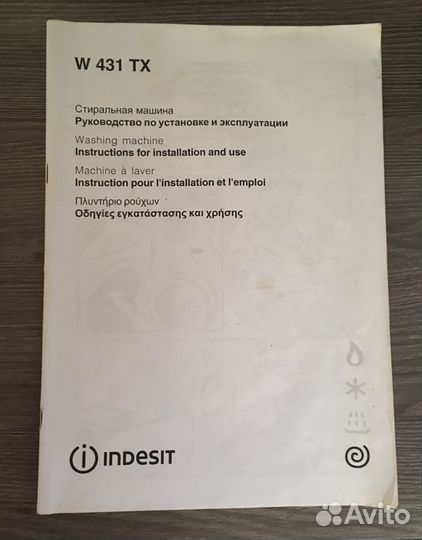 W 431 TX
Стиральная машина
Руководство по установке и эксплуатации
Washing machine
Instructions for installation and use
Machine à laver
Instruction pour l'installation et l'emploi
Πλυντήριο ρούχων
Οδηγίες εγκατάστασης και χρήσης
INDESIT
Avito